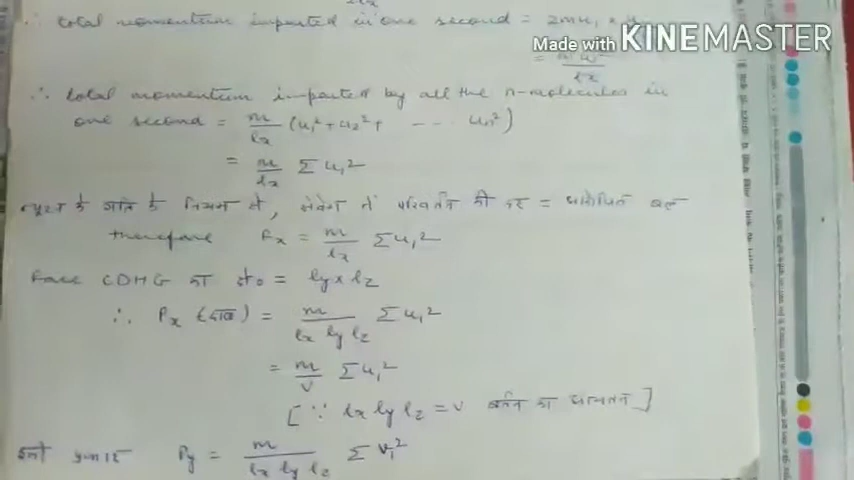 ∴ total momentum imparted in one second = 2mu₁ ×
Made with KINEMASTER
= mu²/lx
∴ total momentum imparted by all the n-molecules in
one second = m/lx (u₁² + u₂² + - - - uₙ²)
= m/lx Σu₁²
न्यूटन के गति के नियम से, संवेग में परिवर्तन की दर = आरोपित बल
therefore Fx = m/lx Σu₁²
Face CDHG का क्षे० = ly × lz
∴ Px (दाब) = m/(lx ly lz) Σu₁²
= m/v Σu₁²
[∵ lx ly lz = v बर्तन का आयतन]
इसी प्रकार Py = m/(lx ly lz) Σv₁²